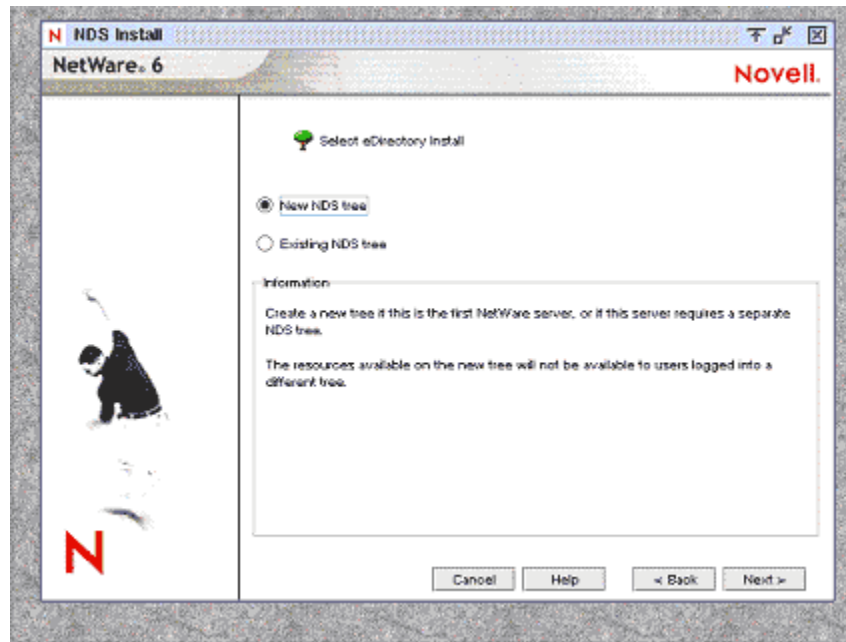 N NDS Install
NetWare® 6
Novell.
Select eDirectory Install
New NDS tree
Existing NDS tree
Information
Create a new tree if this is the first NetWare server, or if this server requires a separate
NDS tree.
The resources available on the new tree will not be available to users logged into a
different tree.
N
Cancel
Help
< Back
Next >